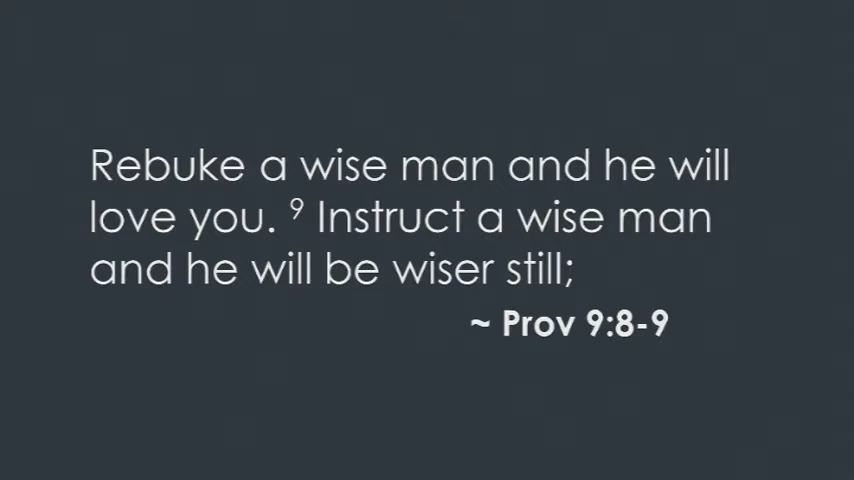 Rebuke a wise man and he will
love you. ⁹ Instruct a wise man
and he will be wiser still;
~ Prov 9:8-9